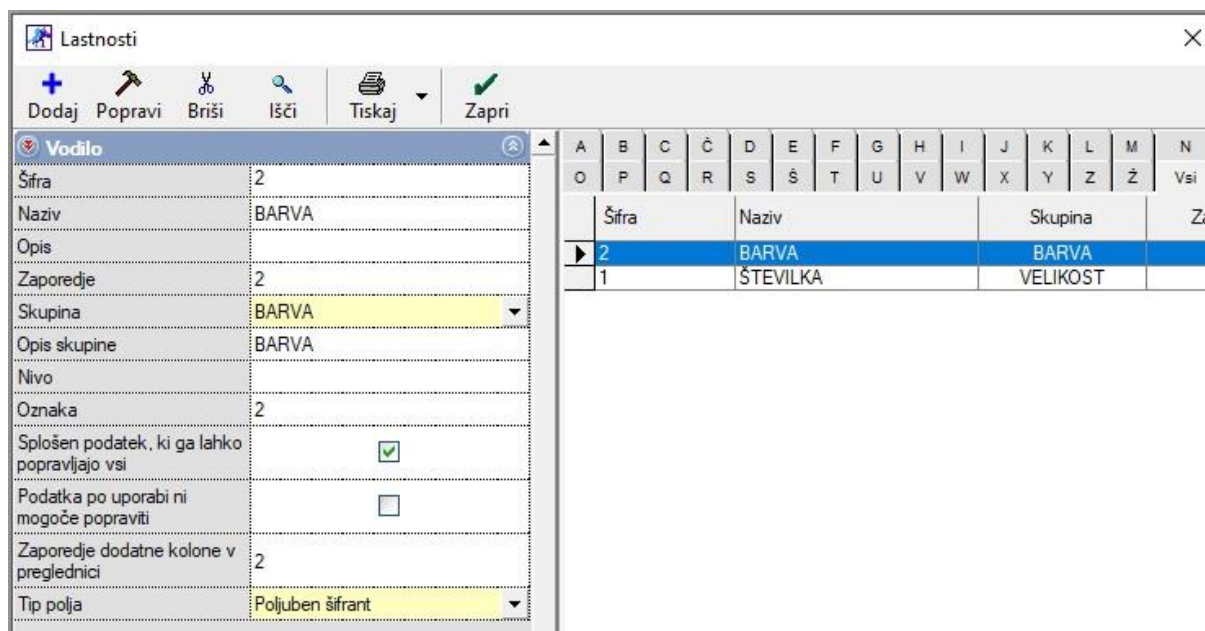 Lastnosti
Dodaj Popravi Briši Išči Tiskaj Zapri
Vodilo
Šifra 2
Naziv BARVA
Opis
Zaporedje 2
Skupina BARVA
Opis skupine BARVA
Nivo
Oznaka 2
Splošen podatek, ki ga lahko
popravljajo vsi
Podatka po uporabi ni
mogoče popraviti
Zaporedje dodatne kolone v
preglednici 2
Tip polja Poljuben šifrant
A B C Č D E F G H I J K L M N
O P Q R S Š T U V W X Y Z Ž Vsi
Šifra Naziv Skupina Za
2 BARVA BARVA
1 ŠTEVILKA VELIKOST